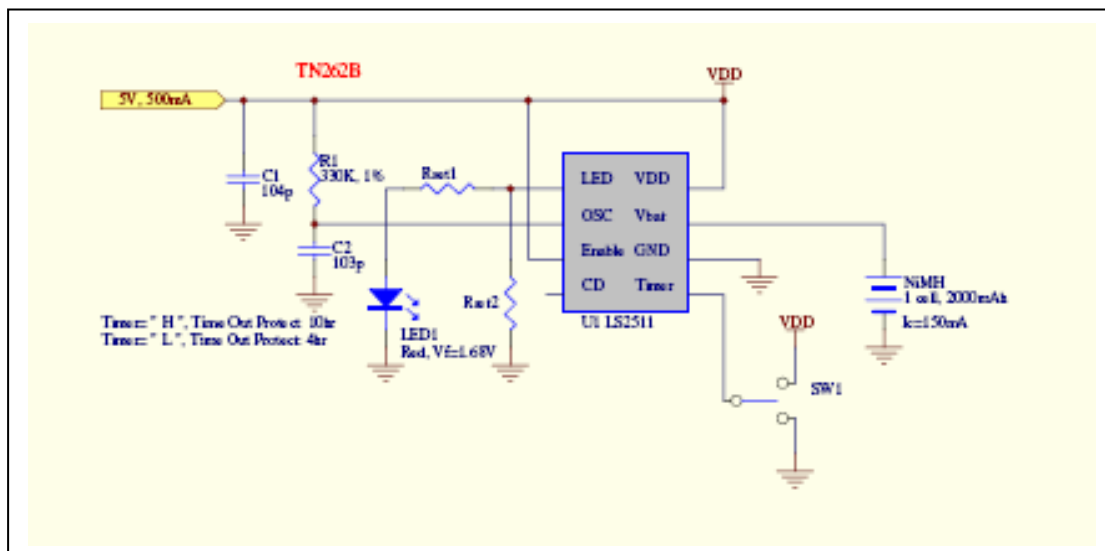 TN262B
VDD
5V, 500mA
R1
330K, 1%
C1
104p
Rset1
LED VDD
OSC Vbat
Enable GND
CD Timer
U1 LS2511
C2
103p
Rset2
LED1
Red, Vf=1.68V
Timer= " H ", Time Out Protect: 10hr
Timer= " L ", Time Out Protect: 4hr
NiMH
1 cell, 2000mAh
Ic=150mA
VDD
SW1